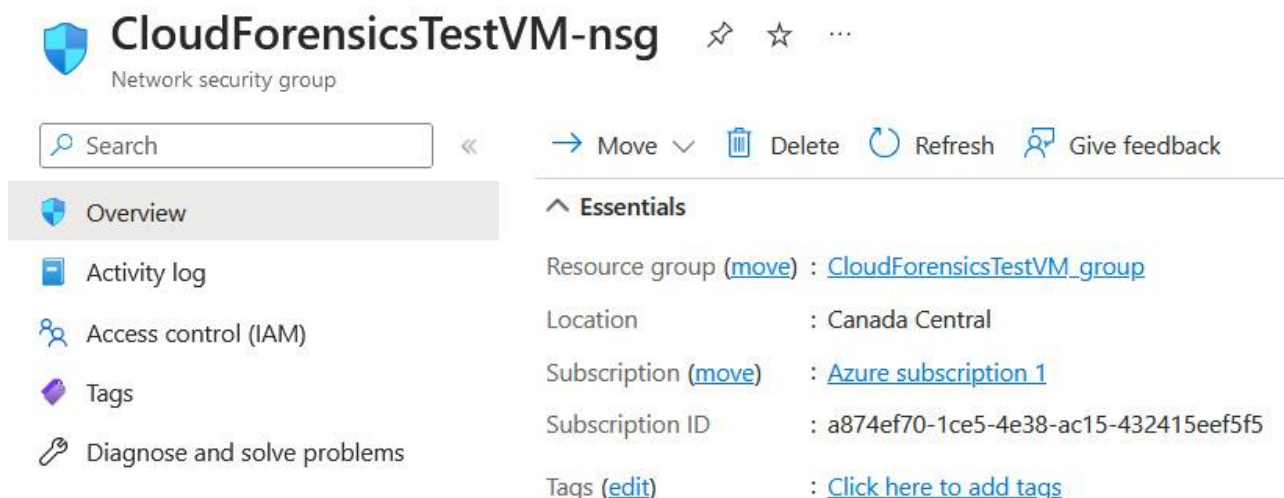 CloudForensicsTestVM-nsg
Network security group
Search
Overview
Activity log
Access control (IAM)
Tags
Diagnose and solve problems
Move
Delete
Refresh
Give feedback
Essentials
Resource group (move) : CloudForensicsTestVM_group
Location : Canada Central
Subscription (move) : Azure subscription 1
Subscription ID : a874ef70-1ce5-4e38-ac15-432415eef5f5
Tags (edit) : Click here to add tags